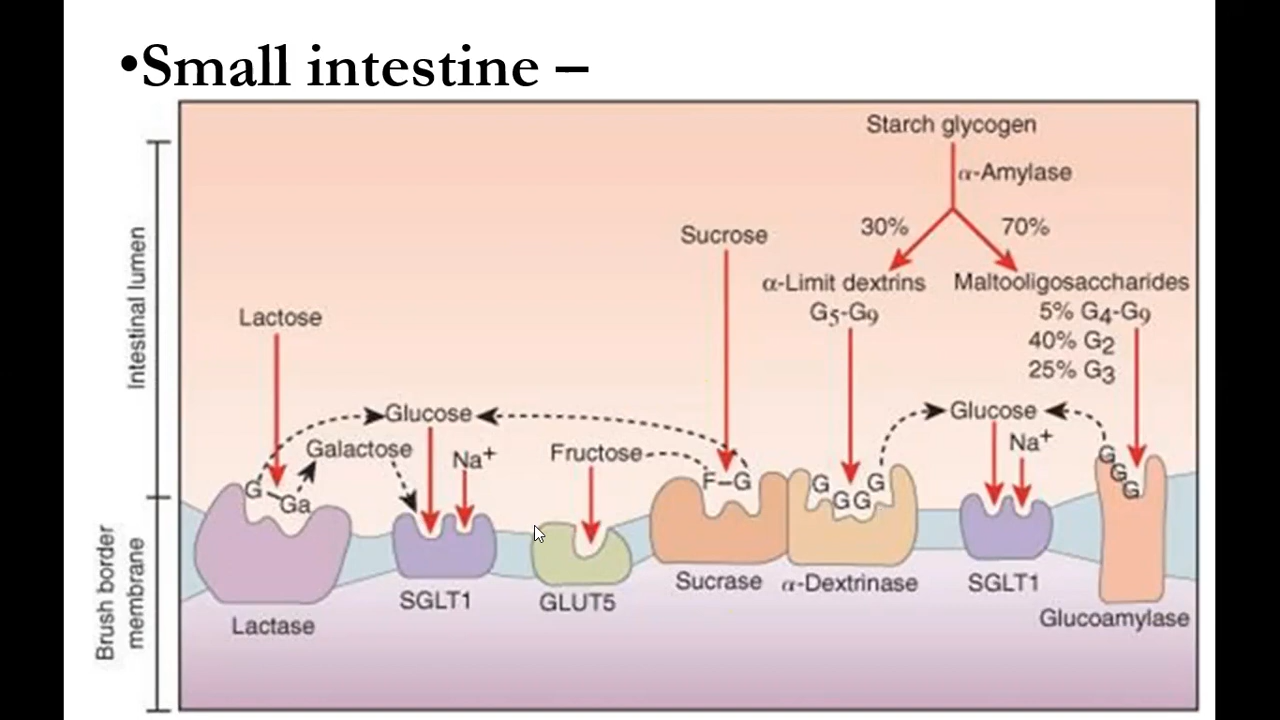 •Small intestine –
Starch glycogen
α-Amylase
30%
70%
Sucrose
α-Limit dextrins
G5-G9
Maltooligosaccharides
5% G4-G9
40% G2
25% G3
Intestinal lumen
Lactose
Glucose
Galactose
Na+
Fructose
Glucose
Na+
G
Ga
F–G
G
G
G
G
G
G
G
Brush border
membrane
Lactase
SGLT1
GLUT5
Sucrase
α-Dextrinase
SGLT1
Glucoamylase